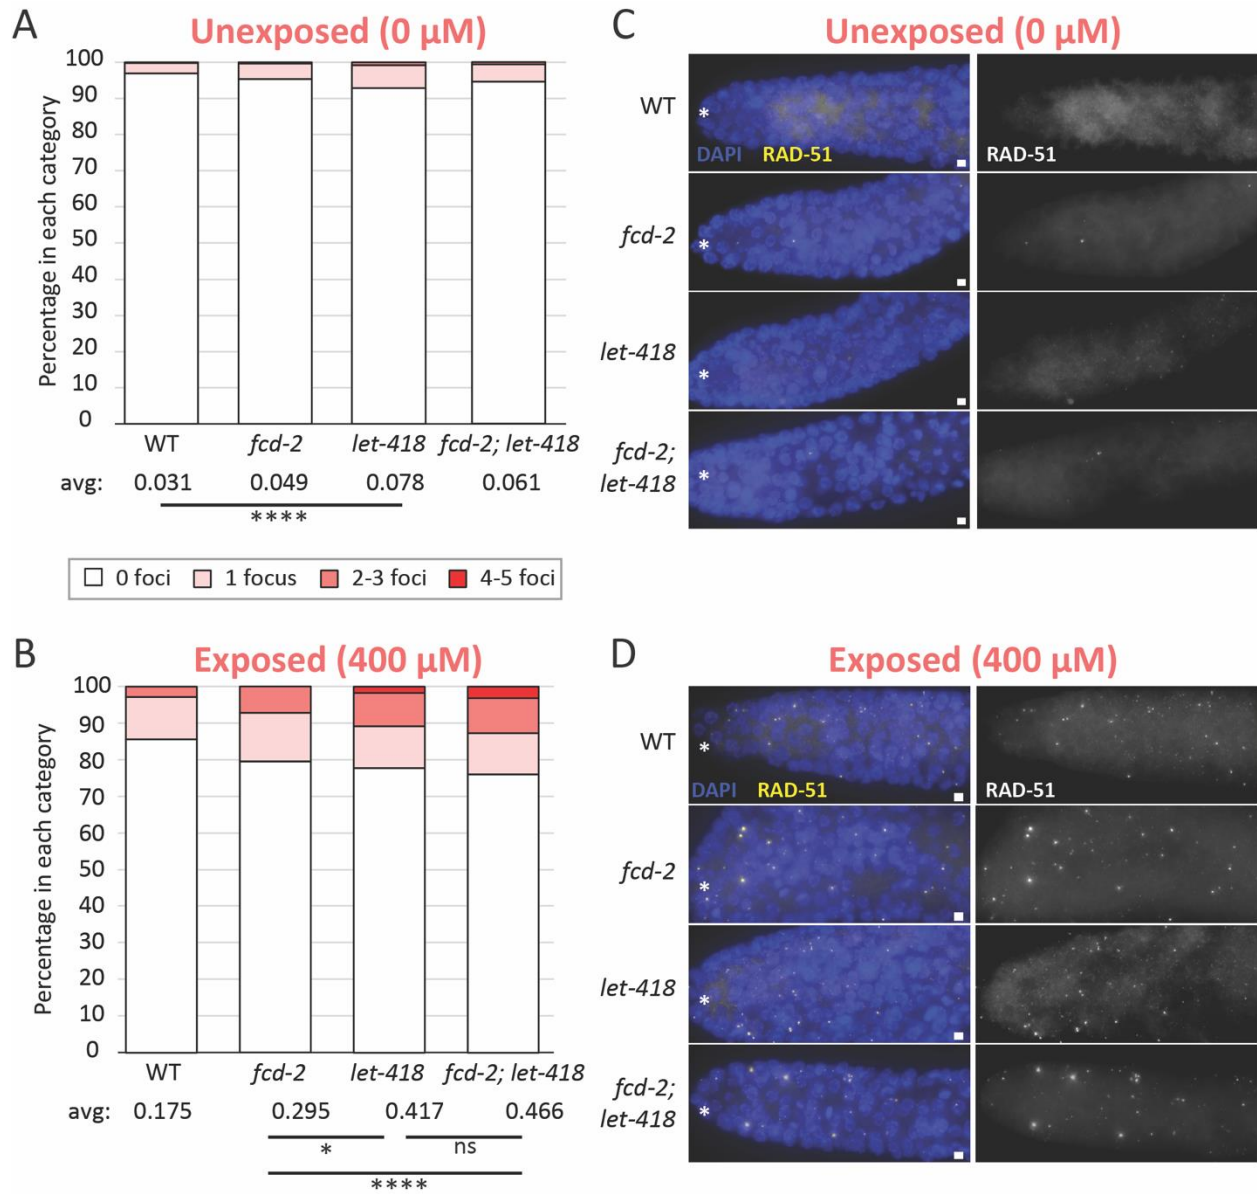 A
Unexposed (0 µM)
Percentage in each category
100
90
80
70
60
50
40
30
20
10
0
WT fcd-2 let-418 fcd-2; let-418
avg: 0.031 0.049 0.078 0.061
****
0 foci 1 focus 2-3 foci 4-5 foci
B
Exposed (400 µM)
Percentage in each category
100
90
80
70
60
50
40
30
20
10
0
WT fcd-2 let-418 fcd-2; let-418
avg: 0.175 0.295 0.417 0.466
* ns
****
C
Unexposed (0 µM)
WT
*
DAPI RAD-51 RAD-51
fcd-2
*
let-418
*
fcd-2;
let-418
*
D
Exposed (400 µM)
WT
*
DAPI RAD-51 RAD-51
fcd-2
*
let-418
*
fcd-2;
let-418
*